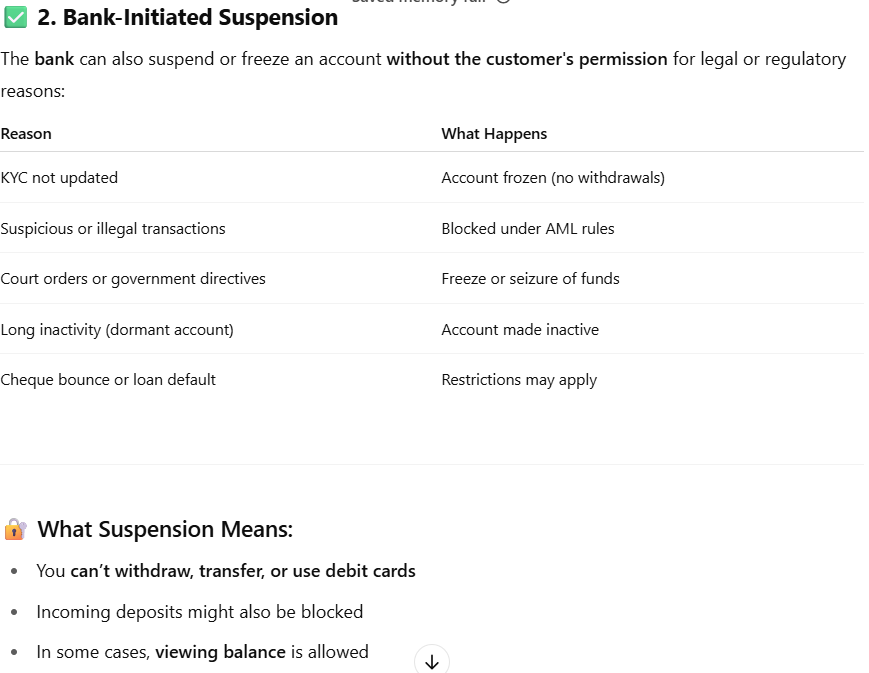 Saved memory full
2. Bank-Initiated Suspension
The bank can also suspend or freeze an account without the customer's permission for legal or regulatory
reasons:
Reason What Happens
KYC not updated Account frozen (no withdrawals)
Suspicious or illegal transactions Blocked under AML rules
Court orders or government directives Freeze or seizure of funds
Long inactivity (dormant account) Account made inactive
Cheque bounce or loan default Restrictions may apply
What Suspension Means:
You can’t withdraw, transfer, or use debit cards
Incoming deposits might also be blocked
In some cases, viewing balance is allowed